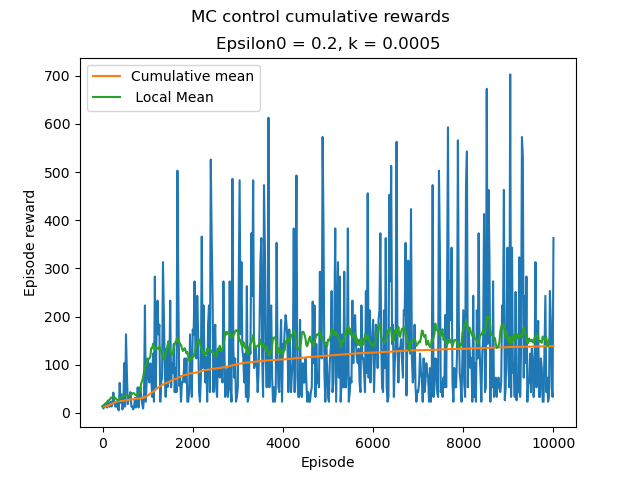 MC control cumulative rewards
Epsilon0 = 0.2, k = 0.0005
Cumulative mean
Local Mean
700
600
500
400
300
200
100
0
Episode reward
0
2000
4000
6000
8000
10000
Episode